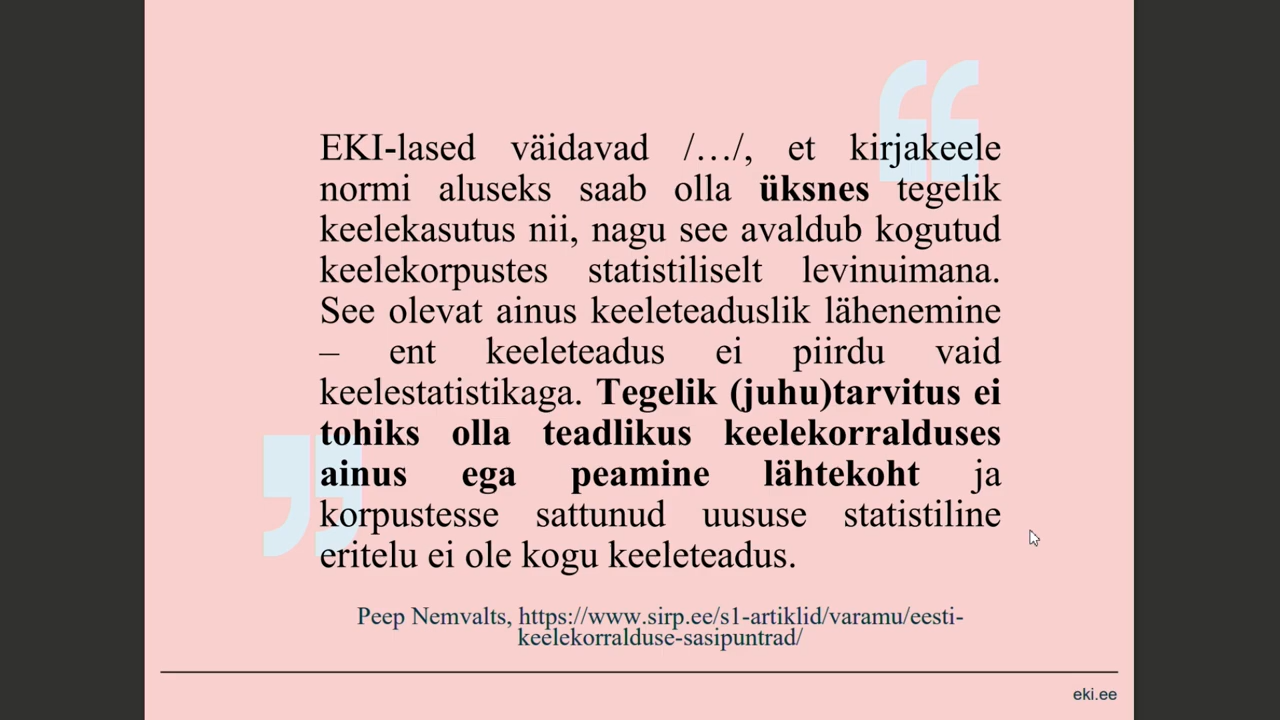 EKI-lased väidavad /…/, et kirjakeele
normi aluseks saab olla üksnes tegelik
keelekasutus nii, nagu see avaldub kogutud
keelekorpustes statistiliselt levinuimana.
See olevat ainus keeleteaduslik lähenemine
– ent keeleteadus ei piirdu vaid
keelestatistikaga. Tegelik (juhu)tarvitus ei
tohiks olla teadlikus keelekorralduses
ainus ega peamine lähtekoht ja
korpustesse sattunud uususe statistiline
eritelu ei ole kogu keeleteadus.
Peep Nemvalts, https://www.sirp.ee/s1-artiklid/varamu/eesti-
keelekorralduse-sasipuntrad/
eki.ee